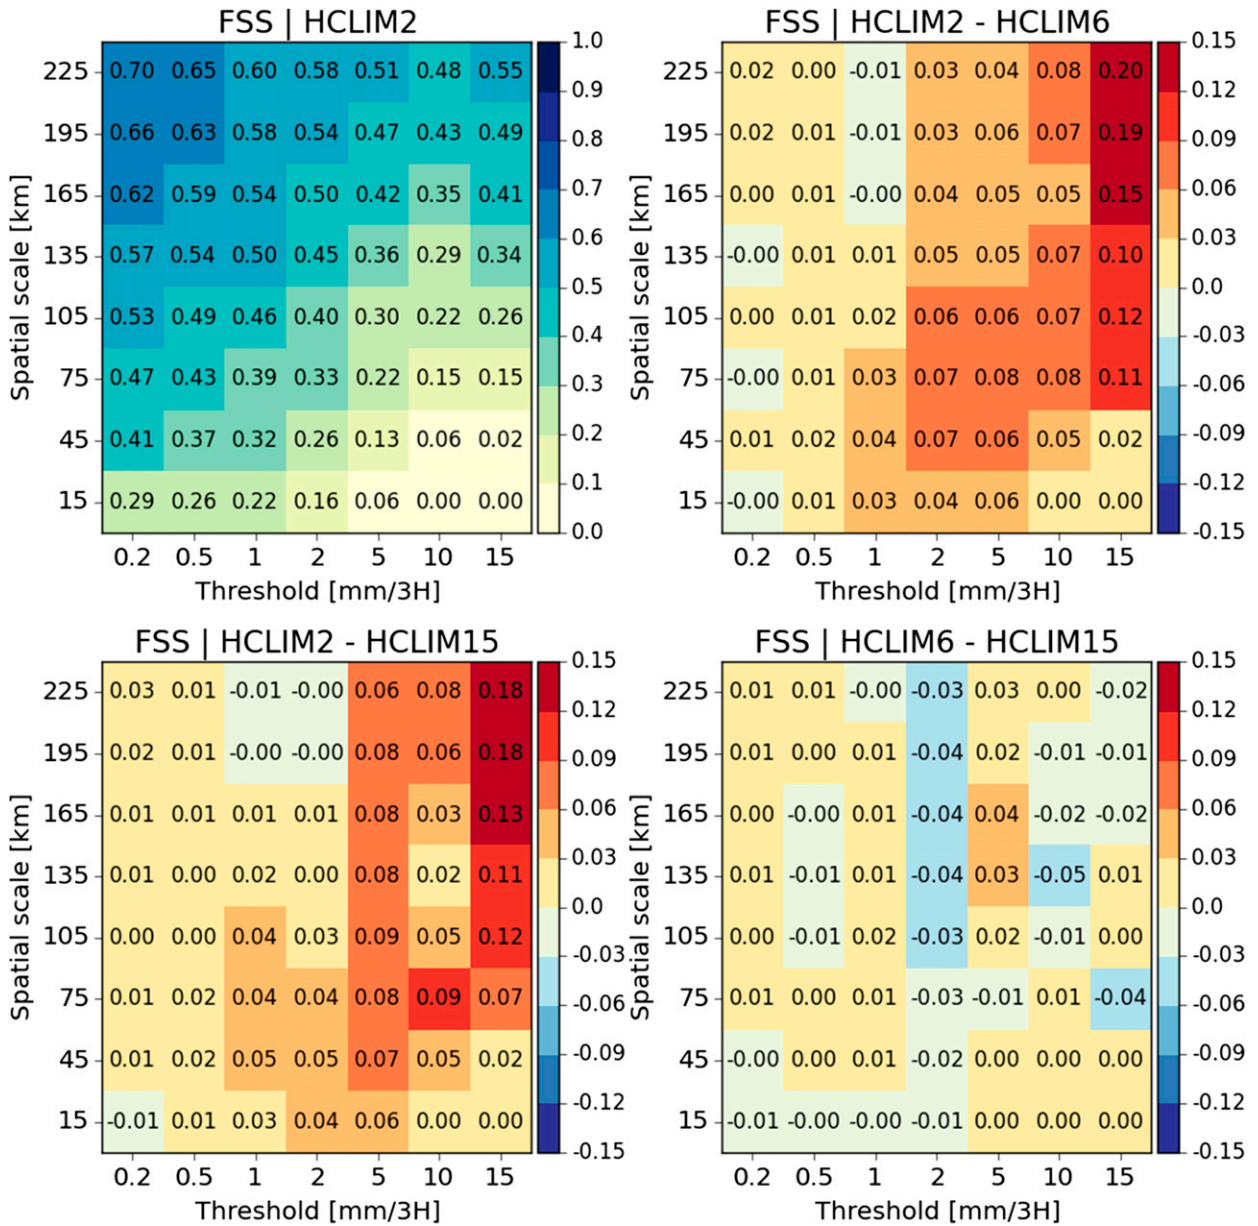 FSS | HCLIM2
225 0.70 0.65 0.60 0.58 0.51 0.48 0.55
195 0.66 0.63 0.58 0.54 0.47 0.43 0.49
165 0.62 0.59 0.54 0.50 0.42 0.35 0.41
135 0.57 0.54 0.50 0.45 0.36 0.29 0.34
105 0.53 0.49 0.46 0.40 0.30 0.22 0.26
75 0.47 0.43 0.39 0.33 0.22 0.15 0.15
45 0.41 0.37 0.32 0.26 0.13 0.06 0.02
15 0.29 0.26 0.22 0.16 0.06 0.00 0.00
0.2 0.5 1 2 5 10 15
Threshold [mm/3H]
Spatial scale [km]
1.0
0.9
0.8
0.7
0.6
0.5
0.4
0.3
0.2
0.1
0.0
FSS | HCLIM2 - HCLIM6
225 0.02 0.00 -0.01 0.03 0.04 0.08 0.20
195 0.02 0.01 -0.01 0.03 0.06 0.07 0.19
165 0.00 0.01 -0.00 0.04 0.05 0.05 0.15
135 -0.00 0.01 0.01 0.05 0.05 0.07 0.10
105 0.00 0.01 0.02 0.06 0.06 0.07 0.12
75 -0.00 0.01 0.03 0.07 0.08 0.08 0.11
45 0.01 0.02 0.04 0.07 0.06 0.05 0.02
15 -0.00 0.01 0.03 0.04 0.06 0.00 0.00
0.2 0.5 1 2 5 10 15
Threshold [mm/3H]
Spatial scale [km]
0.15
0.12
0.09
0.06
0.03
0.0
-0.03
-0.06
-0.09
-0.12
-0.15
FSS | HCLIM2 - HCLIM15
225 0.03 0.01 -0.01 -0.00 0.06 0.08 0.18
195 0.02 0.01 -0.00 -0.00 0.08 0.06 0.18
165 0.01 0.01 0.01 0.01 0.08 0.03 0.13
135 0.01 0.00 0.02 0.00 0.08 0.02 0.11
105 0.00 0.00 0.04 0.03 0.09 0.05 0.12
75 0.01 0.02 0.04 0.04 0.08 0.09 0.07
45 0.01 0.02 0.05 0.05 0.07 0.05 0.02
15 -0.01 0.01 0.03 0.04 0.06 0.00 0.00
0.2 0.5 1 2 5 10 15
Threshold [mm/3H]
Spatial scale [km]
0.15
0.12
0.09
0.06
0.03
0.0
-0.03
-0.06
-0.09
-0.12
-0.15
FSS | HCLIM6 - HCLIM15
225 0.01 0.01 -0.00 -0.03 0.03 0.00 -0.02
195 0.01 0.00 0.01 -0.04 0.02 -0.01 -0.01
165 0.00 -0.00 0.01 -0.04 0.04 -0.02 -0.02
135 0.01 -0.01 0.01 -0.04 0.03 -0.05 0.01
105 0.00 -0.01 0.02 -0.03 0.02 -0.01 0.00
75 0.01 0.00 0.01 -0.03 -0.01 0.01 -0.04
45 -0.00 0.00 0.01 -0.02 0.00 0.00 0.00
15 -0.01 -0.00 -0.00 -0.01 0.00 0.00 0.00
0.2 0.5 1 2 5 10 15
Threshold [mm/3H]
Spatial scale [km]
0.15
0.12
0.09
0.06
0.03
0.0
-0.03
-0.06
-0.09
-0.12
-0.15